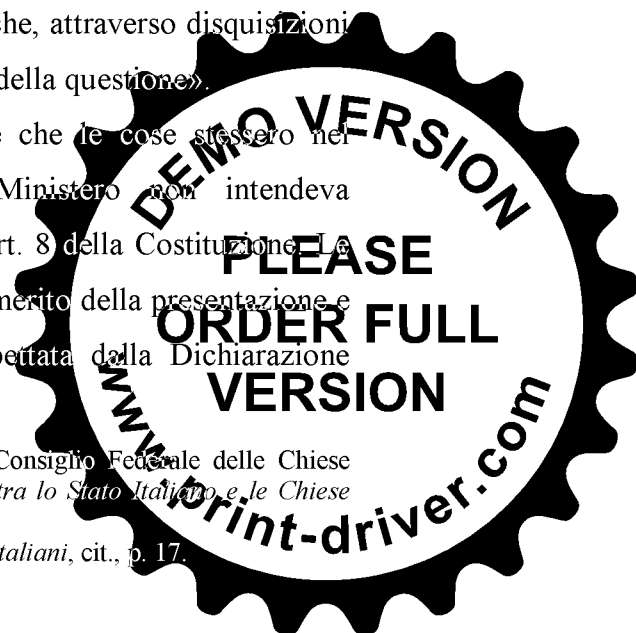 he, attraverso disquisizioni
della questione».
e che le cose stessero nel
Ministero non intendeva
rt. 8 della Costituzione. Le
merito della presentazione e
pettata dalla Dichiarazione
Consiglio Federale delle Chiese
tra lo Stato Italiano e le Chiese
taliani, cit., p. 17.
DEMO VERSION
PLEASE
ORDER FULL
VERSION
www.print-driver.com